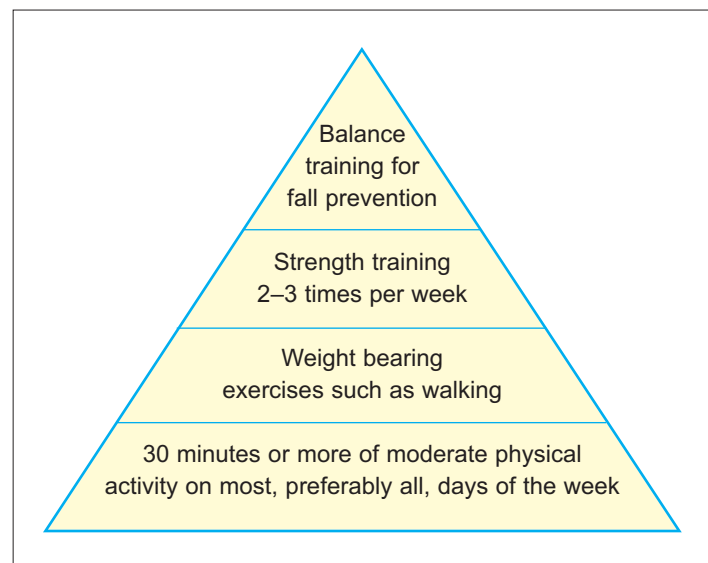 Balance
training for
fall prevention
Strength training
2–3 times per week
Weight bearing
exercises such as walking
30 minutes or more of moderate physical
activity on most, preferably all, days of the week